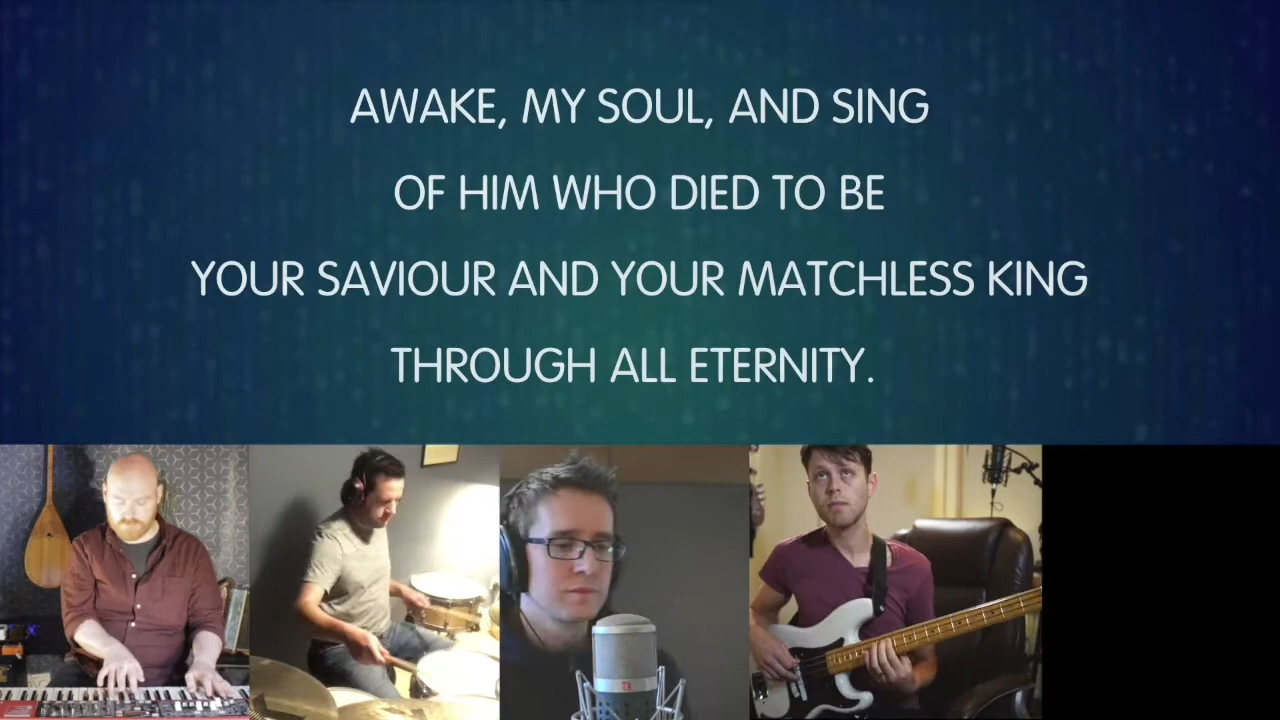 AWAKE, MY SOUL, AND SING
OF HIM WHO DIED TO BE
YOUR SAVIOUR AND YOUR MATCHLESS KING
THROUGH ALL ETERNITY.